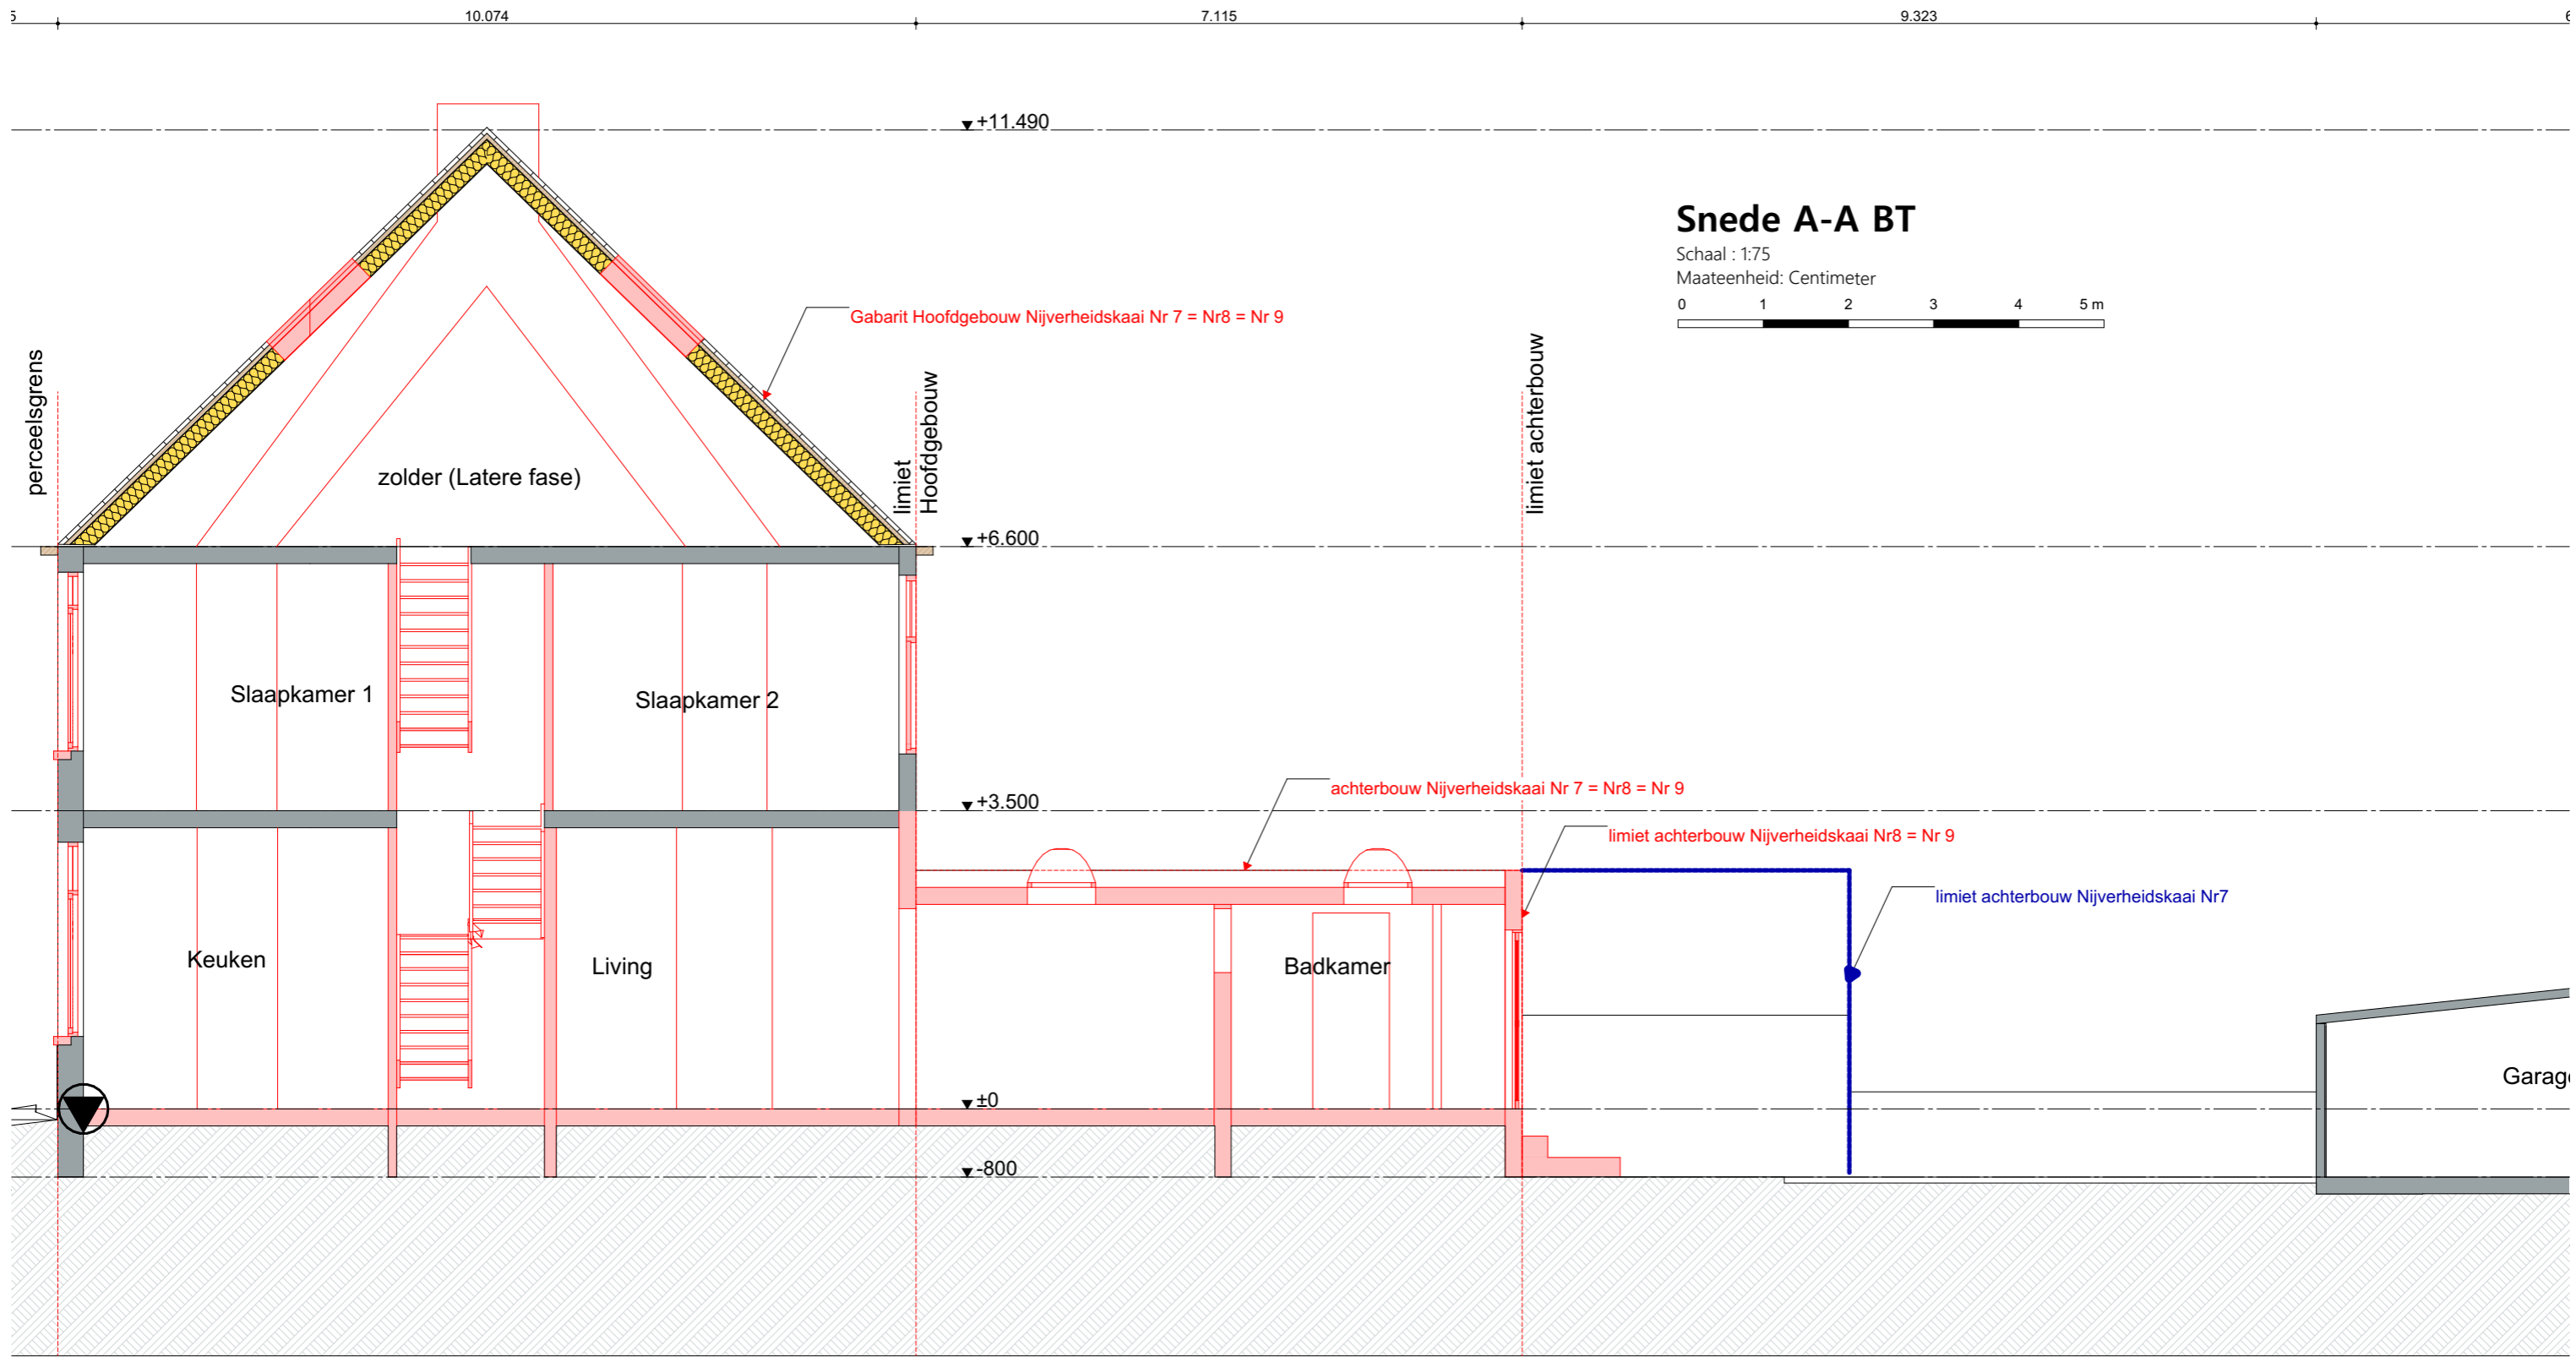 10.074
7.115
9.323
+11.490
Snede A-A BT
Schaal : 1:75
Maateenheid: Centimeter
0 1 2 3 4 5 m
Gabarit Hoofdgebouw Nijverheidskaai Nr 7 = Nr8 = Nr 9
perceelsgrens
limiet
Hoofdgebouw
limiet achterbouw
zolder (Latere fase)
+6.600
Slaapkamer 1
Slaapkamer 2
+3.500
achterbouw Nijverheidskaai Nr 7 = Nr8 = Nr 9
limiet achterbouw Nijverheidskaai Nr8 = Nr 9
limiet achterbouw Nijverheidskaai Nr7
Keuken
Living
Badkamer
Garag
±0
-800